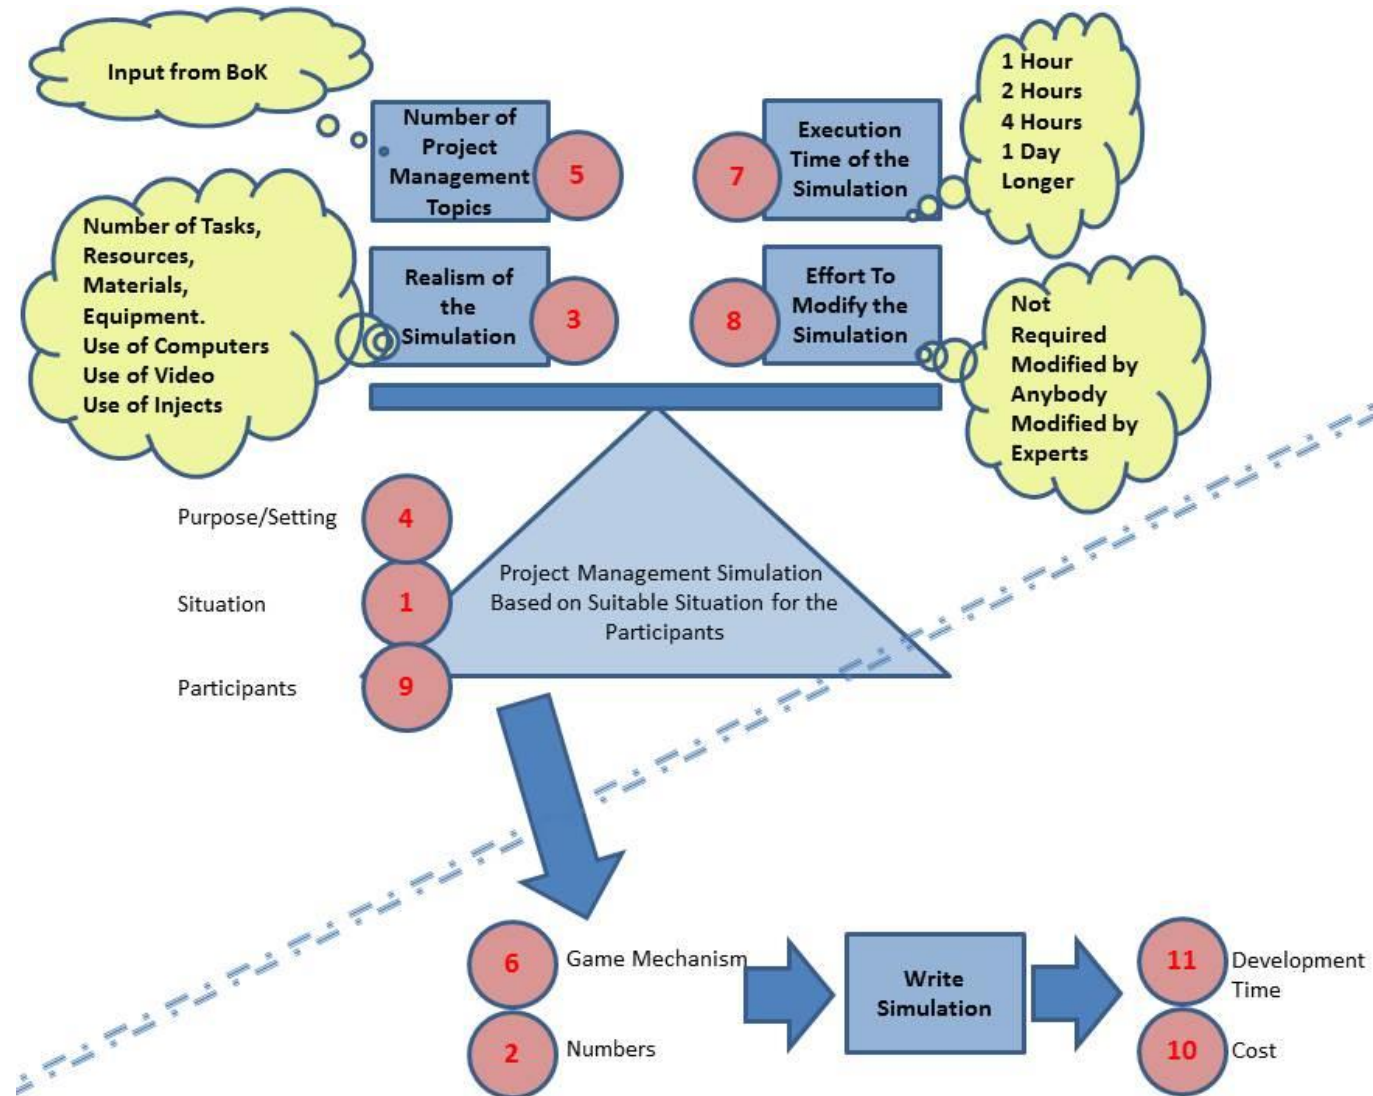 Input from BoK
Number of
Project
Management
Topics
5
7
Execution
Time of the
Simulation
1 Hour
2 Hours
4 Hours
1 Day
Longer
Number of Tasks,
Resources,
Materials,
Equipment.
Use of Computers
Use of Video
Use of Injects
Realism of
the
Simulation
3
8
Effort To
Modify the
Simulation
Not
Required
Modified by
Anybody
Modified by
Experts
Purpose/Setting
4
Situation
1
Participants
9
Project Management Simulation
Based on Suitable Situation for the
Participants
6
Game Mechanism
2
Numbers
Write
Simulation
11
Development
Time
10
Cost